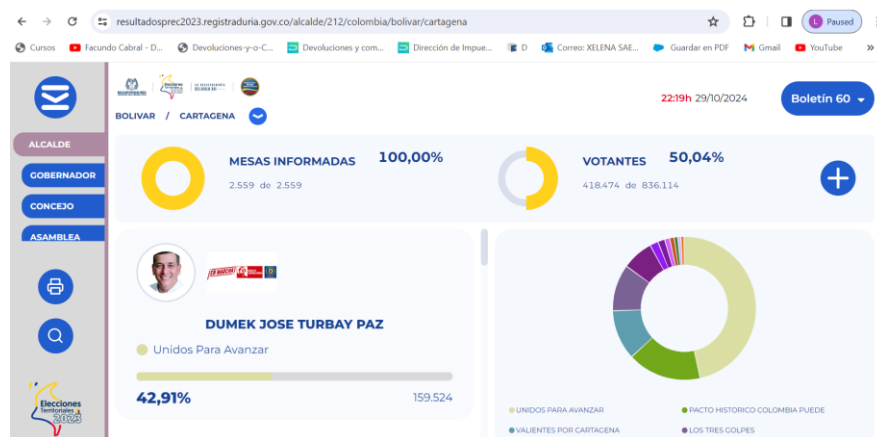 resultadosprec2023.registraduria.gov.co/alcalde/212/colombia/bolivar/cartagena
L Paused
Cursos Facundo Cabral - D... Devoluciones-y-o-C... Devoluciones y com... Dirección de Impue... D Correo: XELENA SAE... Guardar en PDF Gmail YouTube »
22:19h 29/10/2024
Boletín 60
BOLIVAR / CARTAGENA
ALCALDE
GOBERNADOR
CONCEJO
ASAMBLEA
MESAS INFORMADAS 100,00%
2.559 de 2.559
VOTANTES 50,04%
418.474 de 836.114
DUMEK JOSE TURBAY PAZ
Unidos Para Avanzar
42,91% 159.524
UNIDOS PARA AVANZAR
PACTO HISTORICO COLOMBIA PUEDE
VALIENTES POR CARTAGENA
LOS TRES GOLPES
Elecciones
Territoriales
2023